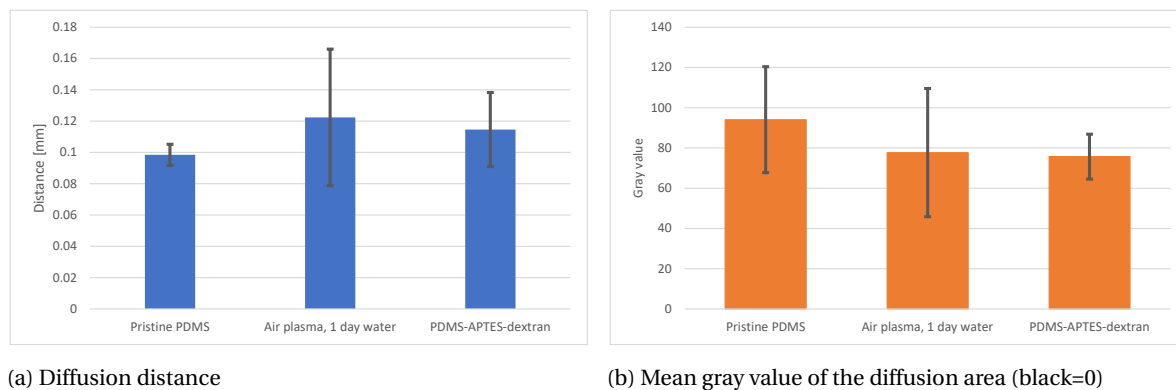 0.18
0.16
0.14
0.12
0.1
0.08
0.06
0.04
0.02
0
Distance [mm]
Pristine PDMS
Air plasma, 1 day water
PDMS-APTES-dextran
(a) Diffusion distance
140
120
100
80
60
40
20
0
Gray value
Pristine PDMS
Air plasma, 1 day water
PDMS-APTES-dextran
(b) Mean gray value of the diffusion area (black=0)